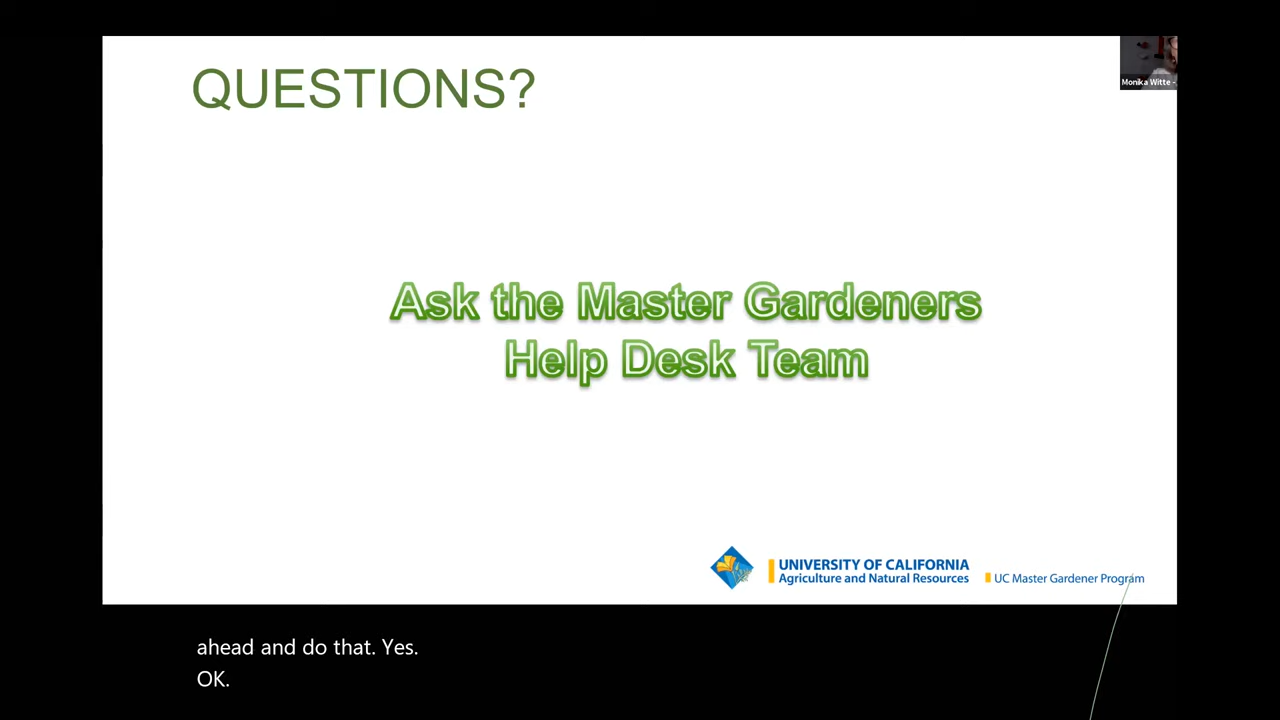 QUESTIONS?
Monika Witte -
Ask the Master Gardeners
Help Desk Team
UNIVERSITY OF CALIFORNIA
Agriculture and Natural Resources
UC Master Gardener Program
ahead and do that. Yes.
OK.